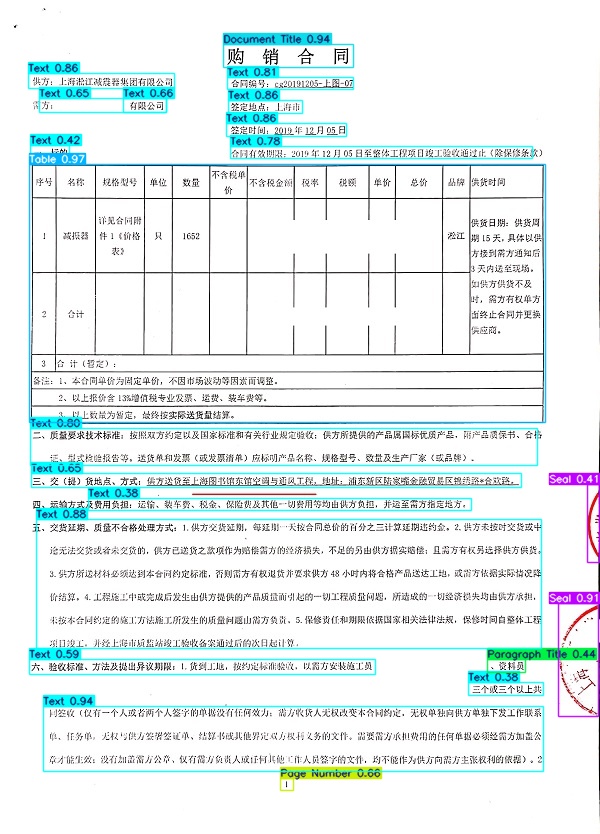 Document Title 0.94
购 销 合 同
Text 0.86
供方:上海淞江减震器集团有限公司
Text 0.81
合同编号:cg20191205-上图-07
Text 0.65
Text 0.66
需方:
有限公司
Text 0.86
签定地点:上海市
Text 0.86
签定时间:2019 年 12 月 05 日
Text 0.42
Text 0.78
合同有效期限:2019 年 12 月 05 日至整体工程项目竣工验收通过止(除保修条款)
Table 0.97
序号 名称 规格型号 单位 数量 不含税单价 不含税金额 税率 税额 单价 总价 品牌 供货时间
1 减振器 详见合同附件 1《价格表》 只 1652 淞江 供货日期:供货周期 15 天,具体以供方接到需方通知后 3 天内送至现场。如供方供货不及时,需方有权单方面终止合同并更换供应商。
2 合计
3 合 计(暂定):
备注:1、本合同单价为固定单价,不因市场波动等因素而调整。
2、以上报价含 13%增值税专业发票、运费、装车费等。
3、以上数量为暂定,最终按实际送货量结算。
Text 0.80
二、质量要求技术标准:按照双方约定以及国家标准和有关行业规定验收;供方所提供的产品属国标优质产品,附产品质保书、合格
证、型式检验报告等。送货单和发票(或发票清单)应标明产品名称、规格型号、数量及生产厂家(或品牌)。
Text 0.65
三、交(提)货地点、方式:供方送货至上海图书馆东馆空调与通风工程,地址:浦东新区陆家嘴金融贸易区锦绣路*合欢路。
Text 0.38
四、运输方式及费用负担:运输、装车费、税金、保险费及其他一切费用等均由供方负担,并运至需方指定地方。
Text 0.88
五、交货延期、质量不合格处理方式:1.供方交货延期,每延期一天按合同总价的百分之三计算延期违约金。2.供方未按时交货或中
途无法交货或者未交货的,供方已送货之款项作为赔偿需方的经济损失,不足的另由供方据实赔偿;且需方有权另选择供方供货。
3.供方所送材料必须达到本合同约定标准,否则需方有权退货并要求供方 48 小时内将合格产品送达工地,或需方依据实际情况降
价结算。4.工程施工中或完成后发生由供方提供的产品质量而引起的一切工程质量问题,所造成的一切经济损失均由供方承担,
未按本合同约定的施工方法施工所发生的质量问题由需方负责。5.保修责任和期限依据国家相关法律法规,保修时间自整体工程
项目竣工,并经上海市质监站竣工验收备案通过后的次日起计算.
Seal 0.41
Seal 0.91
Text 0.59
六、验收标准、方法及提出异议期限:1.货到工地,按约定标准验收,以需方安装施工员
Paragraph Title 0.44
、资料员
Text 0.38
三个或三个以上共
Text 0.94
同签收(仅有一个人或者两个人签字的单据没有任何效力;需方收货人无权改变本合同约定,无权单独向供方单独下发工作联系
单、任务单,无权与供方签署签证单、结算书或其他界定双方权利义务的文件。需要需方承担费用的任何单据必须经需方加盖公
章才能生效;没有加盖需方公章、仅有需方负责人或任何其他工作人员签字的文件,均不能作为供方向需方主张权利的依据)。2
Page Number 0.66
1